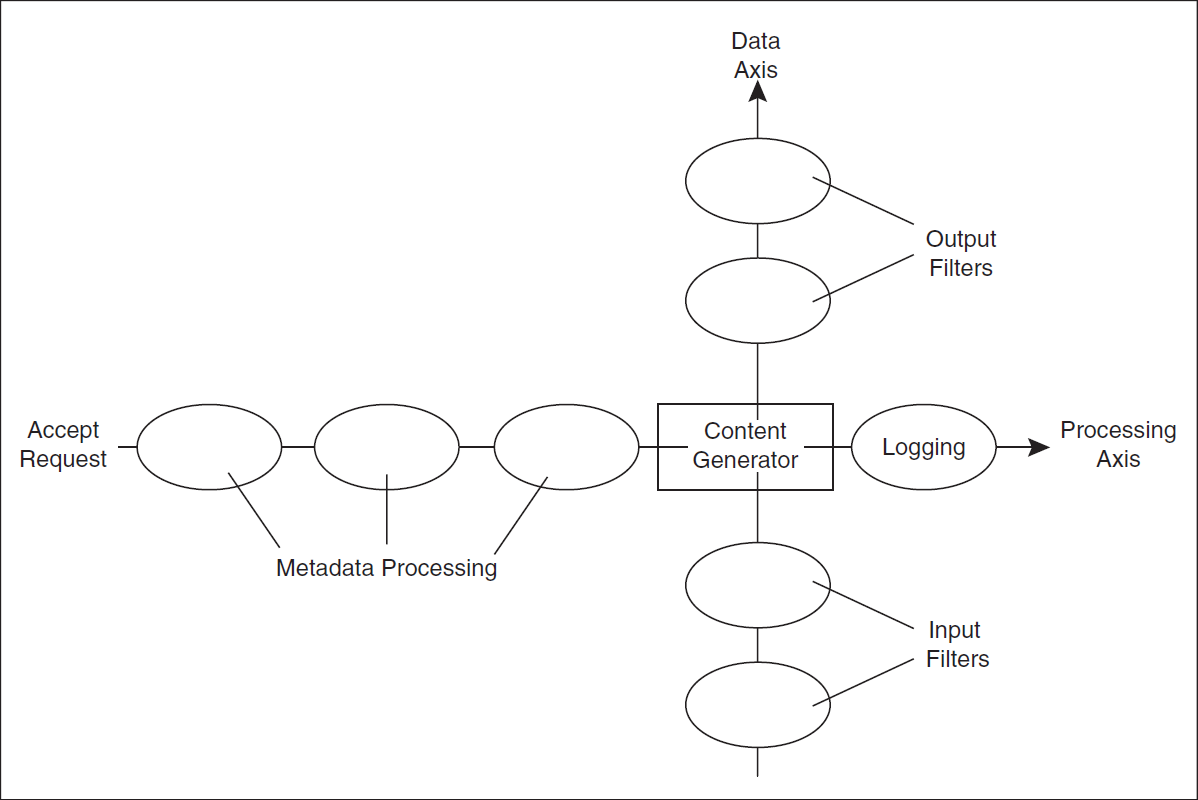 Data
Axis
Output
Filters
Accept
Request
Content
Generator
Logging
Processing
Axis
Metadata Processing
Input
Filters